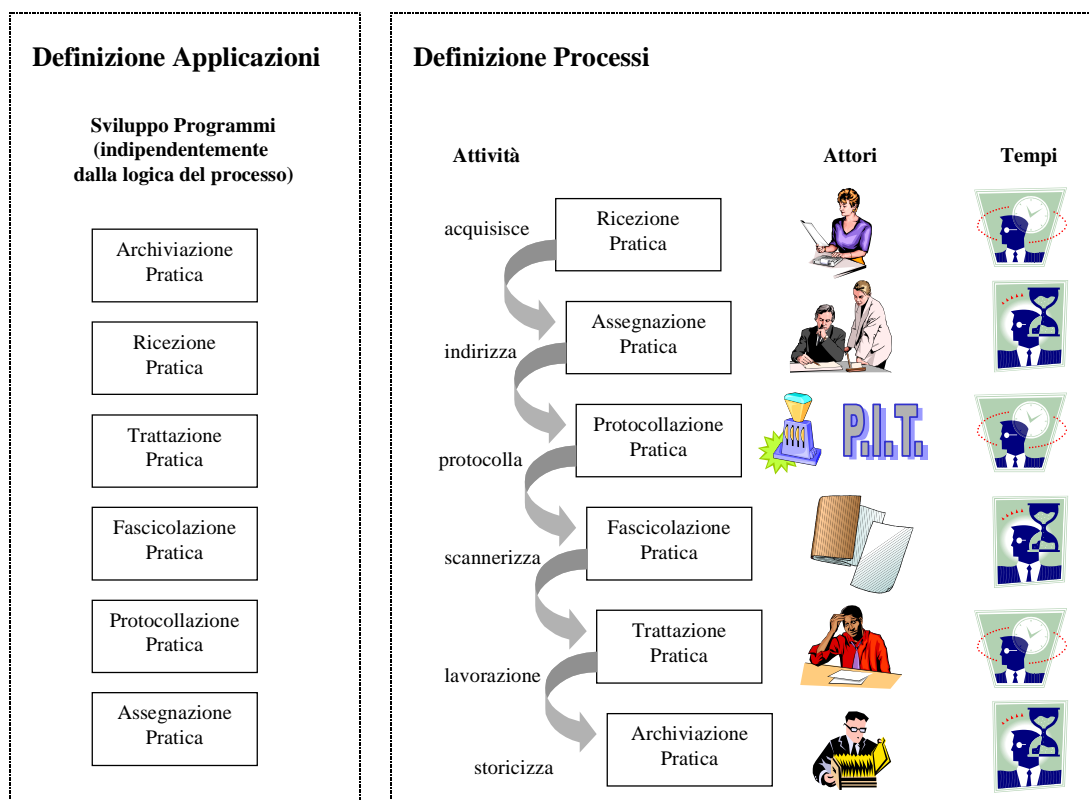 Definizione Applicazioni
Sviluppo Programmi
(indipendentemente
dalla logica del processo)
Archiviazione
Pratica
Ricezione
Pratica
Trattazione
Pratica
Fascicolazione
Pratica
Protocollazione
Pratica
Assegnazione
Pratica
Definizione Processi
Attività
Attori
Tempi
acquisisce
Ricezione
Pratica
indirizza
Assegnazione
Pratica
protocolla
Protocollazione
Pratica
P.I.T.
scannerizza
Fascicolazione
Pratica
lavorazione
Trattazione
Pratica
storicizza
Archiviazione
Pratica